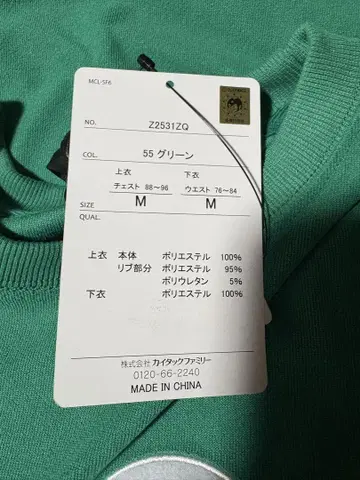 MCL-ST6
NO. Z2531ZQ
COL. 55 グリーン
上衣 下衣
チェスト 88～96 ウエスト 76～84
SIZE M M
QUAL.
上衣 本体 ポリエステル 100%
リブ部分 ポリエステル 95%
ポリウレタン 5%
下衣 ポリエステル 100%
株式会社 カイタックファミリー
0120-66-2240
MADE IN CHINA